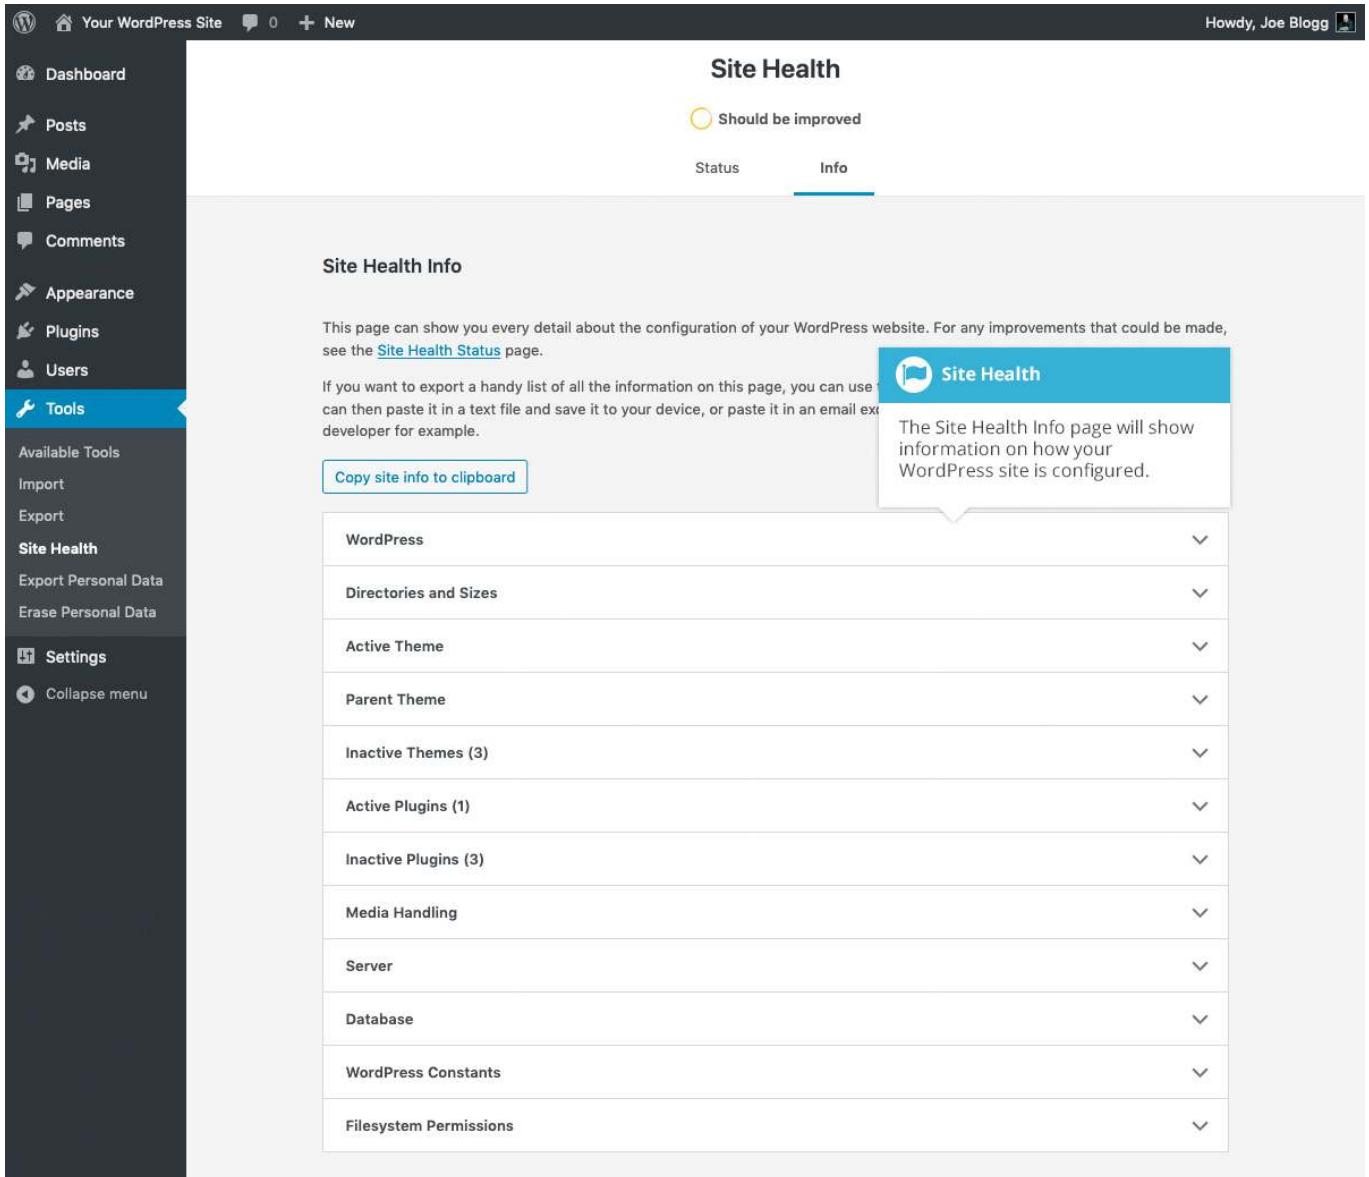 Your WordPress Site 0 + New Howdy, Joe Blogg
Dashboard
Posts
Media
Pages
Comments
Appearance
Plugins
Users
Tools
Available Tools
Import
Export
Site Health
Export Personal Data
Erase Personal Data
Settings
Collapse menu
Site Health
Should be improved
Status Info
Site Health Info
This page can show you every detail about the configuration of your WordPress website. For any improvements that could be made,
see the Site Health Status page.
If you want to export a handy list of all the information on this page, you can use
can then paste it in a text file and save it to your device, or paste it in an email
developer for example.
Site Health
The Site Health Info page will show
information on how your
WordPress site is configured.
Copy site info to clipboard
WordPress
Directories and Sizes
Active Theme
Parent Theme
Inactive Themes (3)
Active Plugins (1)
Inactive Plugins (3)
Media Handling
Server
Database
WordPress Constants
Filesystem Permissions